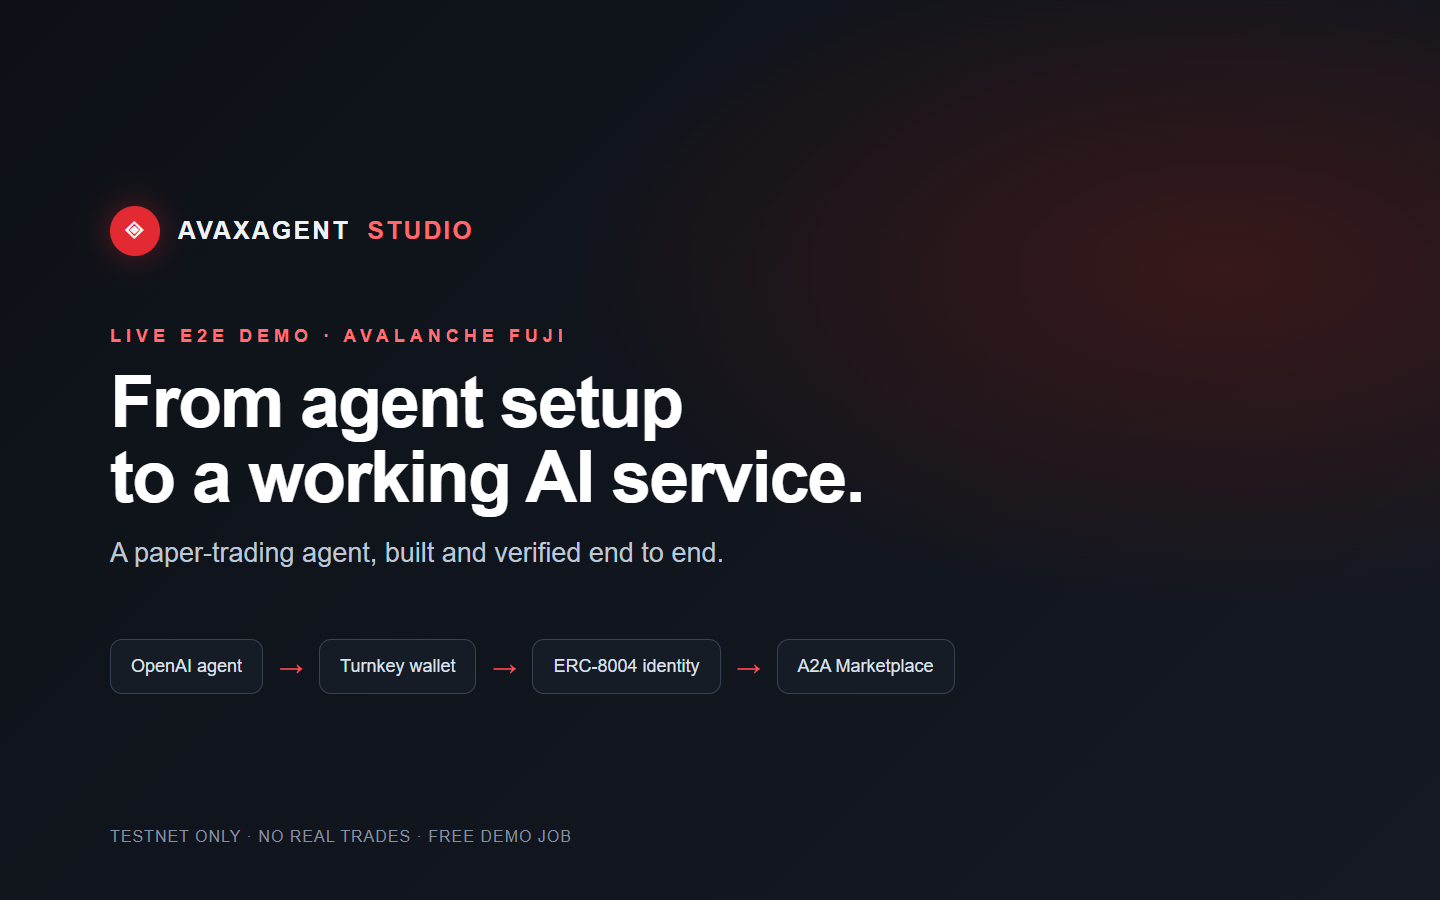 AVAXAGENT STUDIO
LIVE E2E DEMO · AVALANCHE FUJI
From agent setup
to a working AI service.
A paper-trading agent, built and verified end to end.
OpenAI agent → Turnkey wallet → ERC-8004 identity → A2A Marketplace
TESTNET ONLY · NO REAL TRADES · FREE DEMO JOB